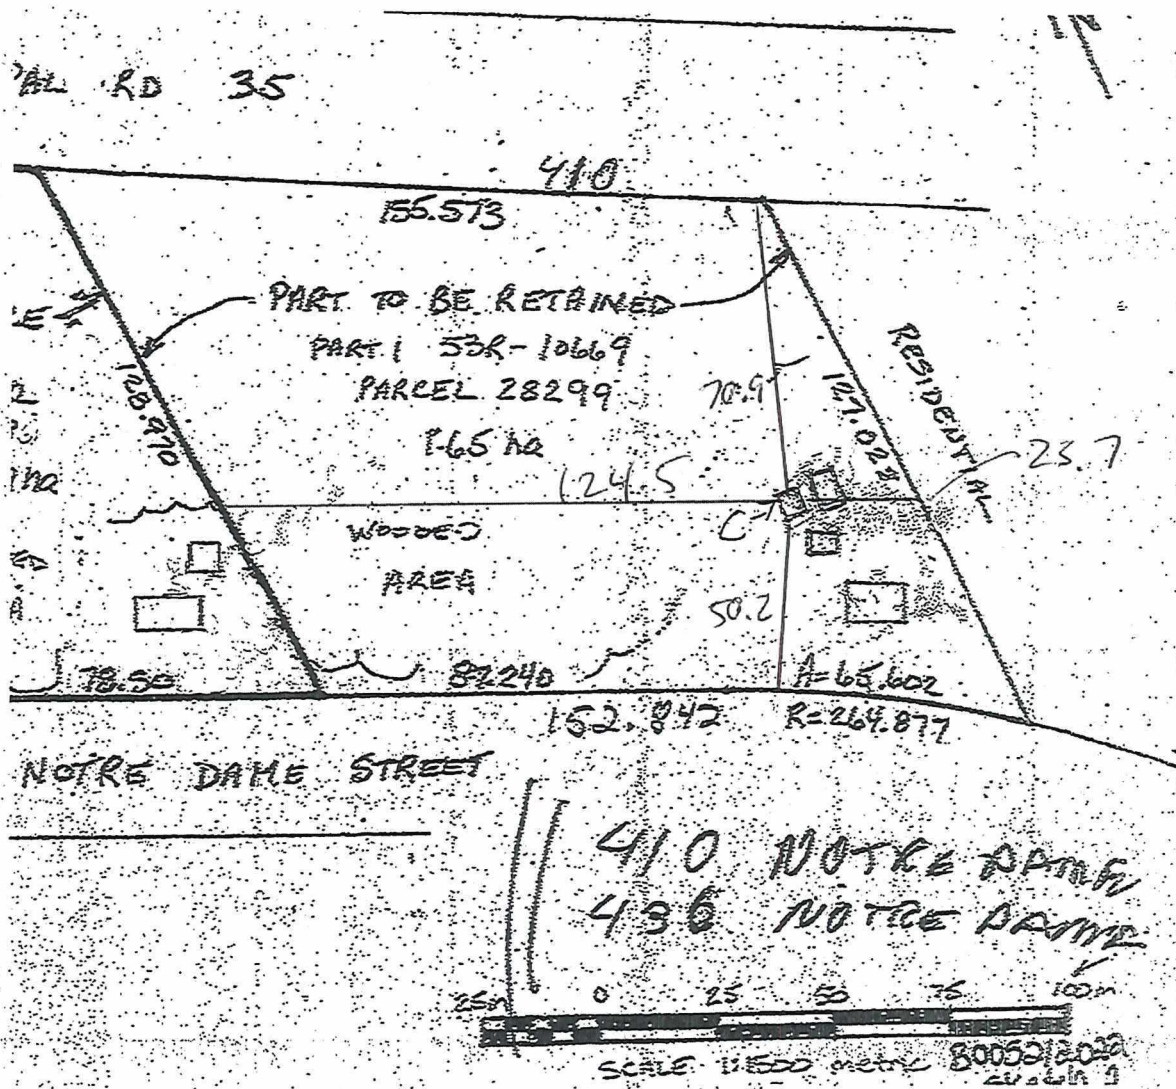 N
RD 35
410
155.573
PART TO BE RETAINED
PART 1 53R-10669
PARCEL 28299
1.65 ha
128.970
70.9
127.028
RESIDENTIAL
23.7
124.5
C
WOODED
AREA
50.2
78.50
87.240
A=65.602
152.842
R=264.877
NOTRE DAME STREET
410 NOTRE DAME
436 NOTRE DAME
25m 0 25 50 75 100m
SCALE 1:1500 metric